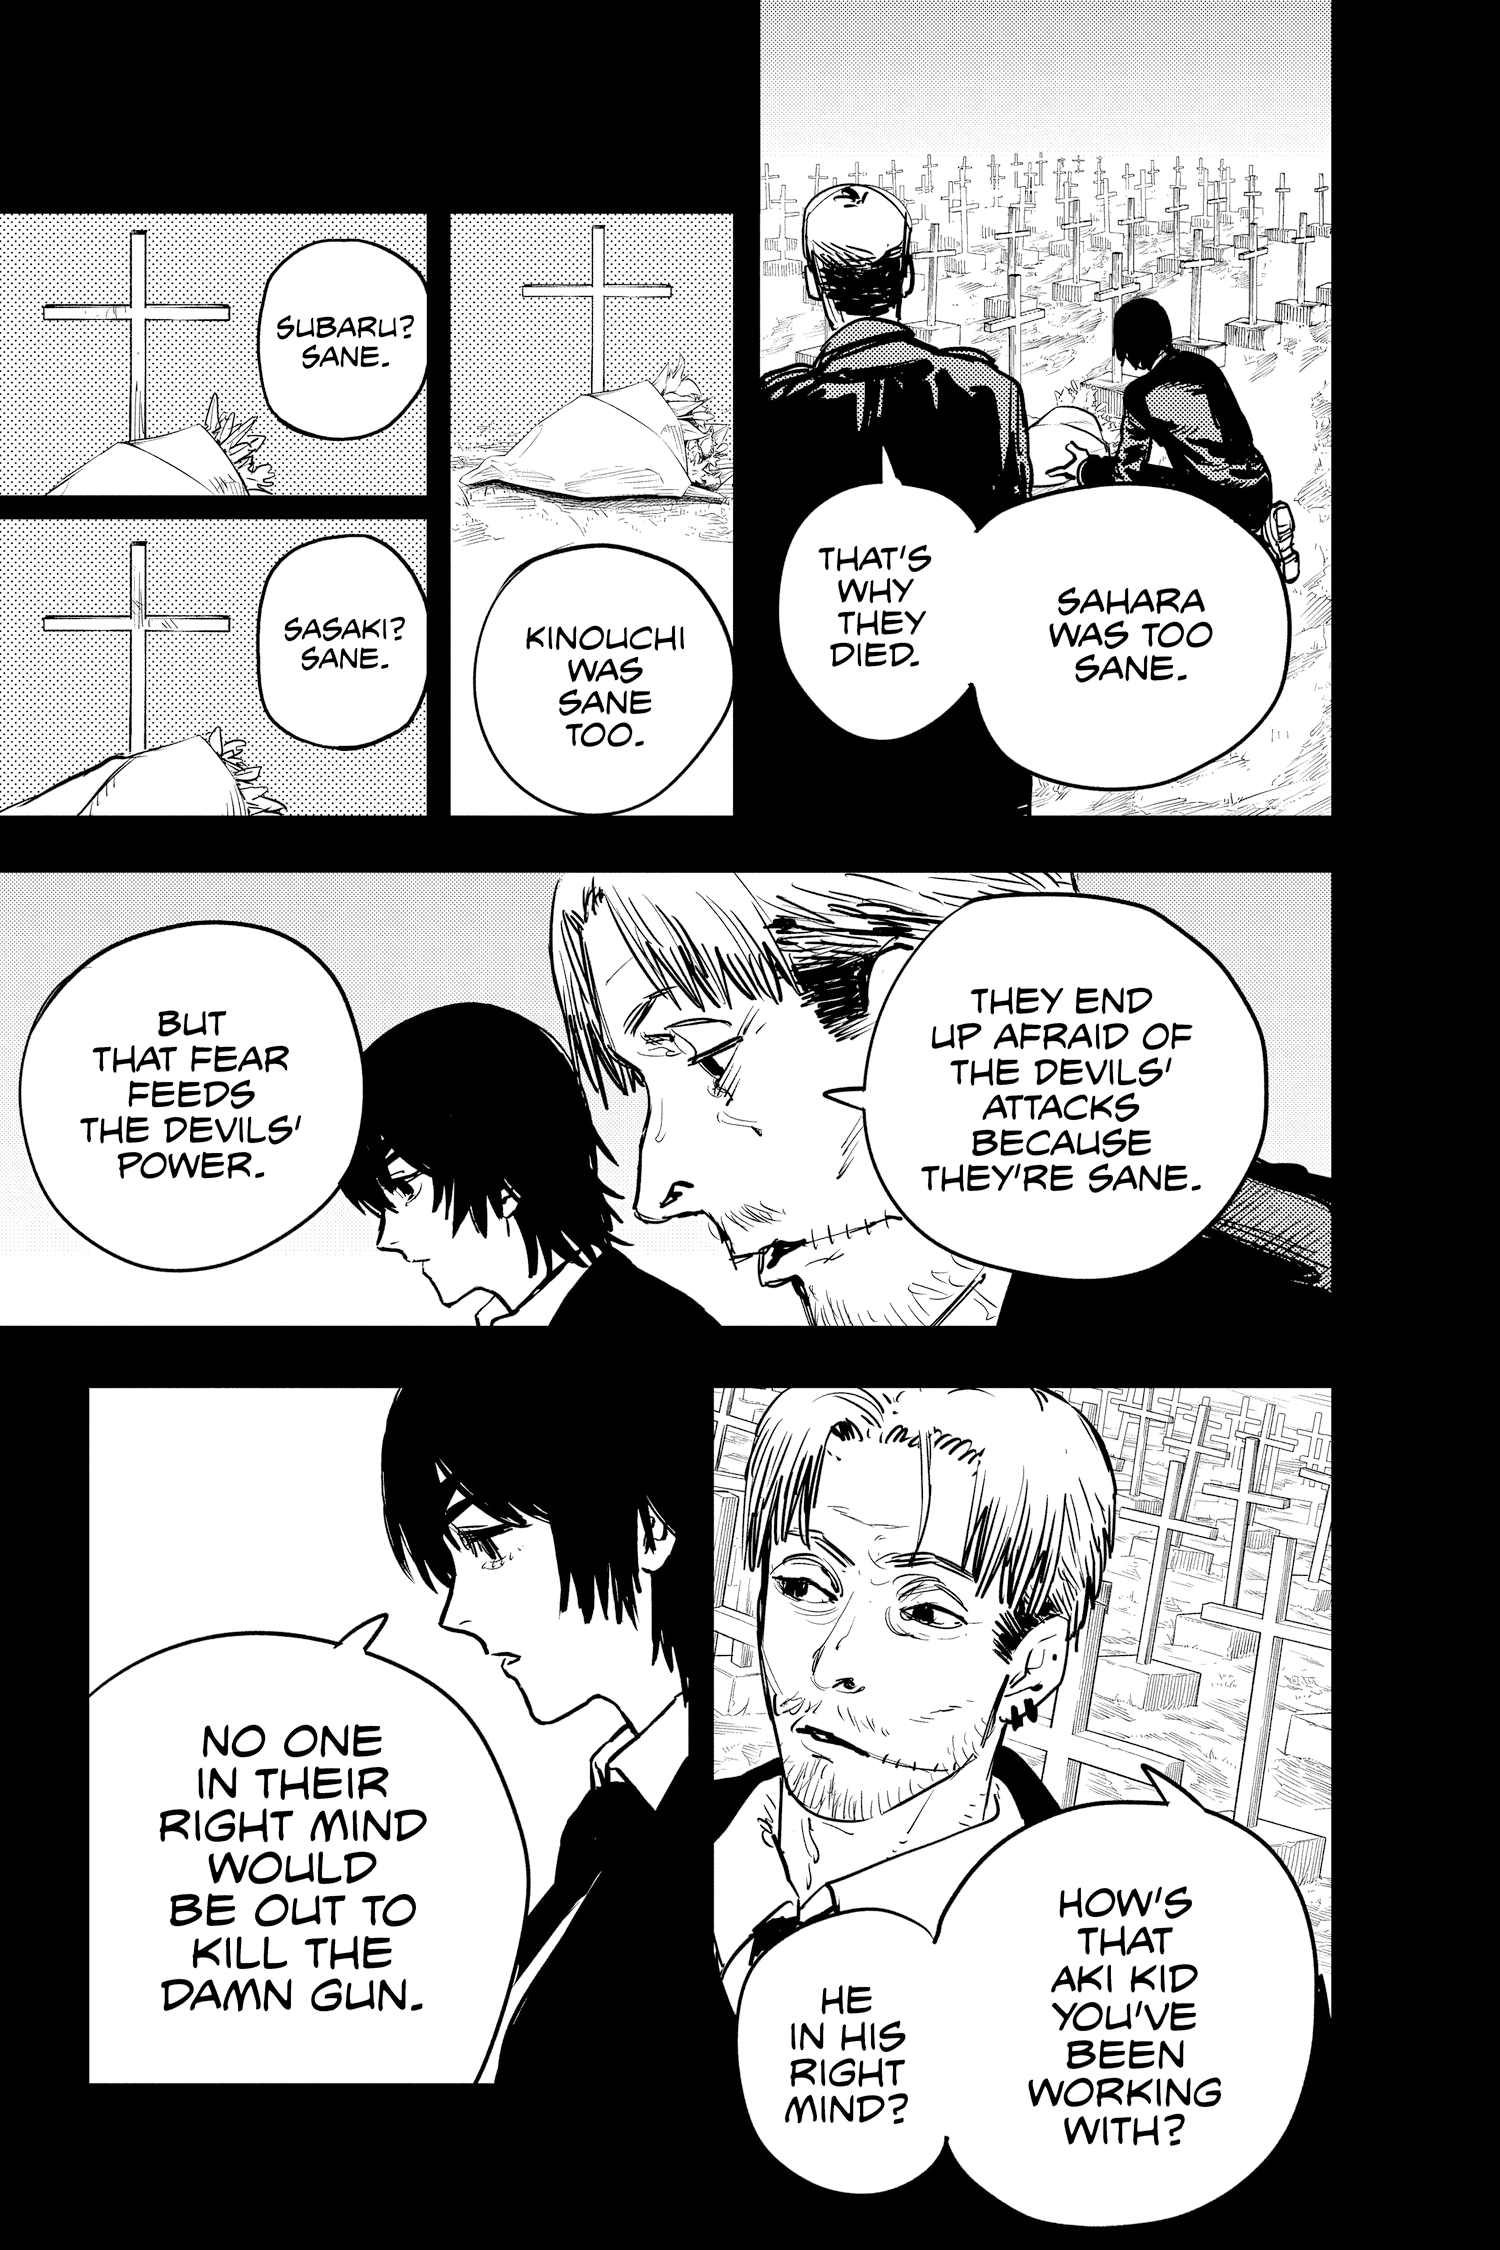 SAHARA
WAS TOO
SANE.
THAT'S
WHY
THEY
DIED.
KINOUCHI
WAS
SANE
TOO.
SUBARU?
SANE.
SASAKI?
SANE.
THEY END
UP AFRAID OF
THE DEVILS'
ATTACKS
BECAUSE
THEY'RE SANE.
BUT
THAT FEAR
FEEDS
THE DEVILS'
POWER.
HOW'S
THAT
AKI KID
YOU'VE
BEEN
WORKING
WITH?
HE
IN HIS
RIGHT
MIND?
NO ONE
IN THEIR
RIGHT MIND
WOULD
BE OUT TO
KILL THE
DAMN GUN.